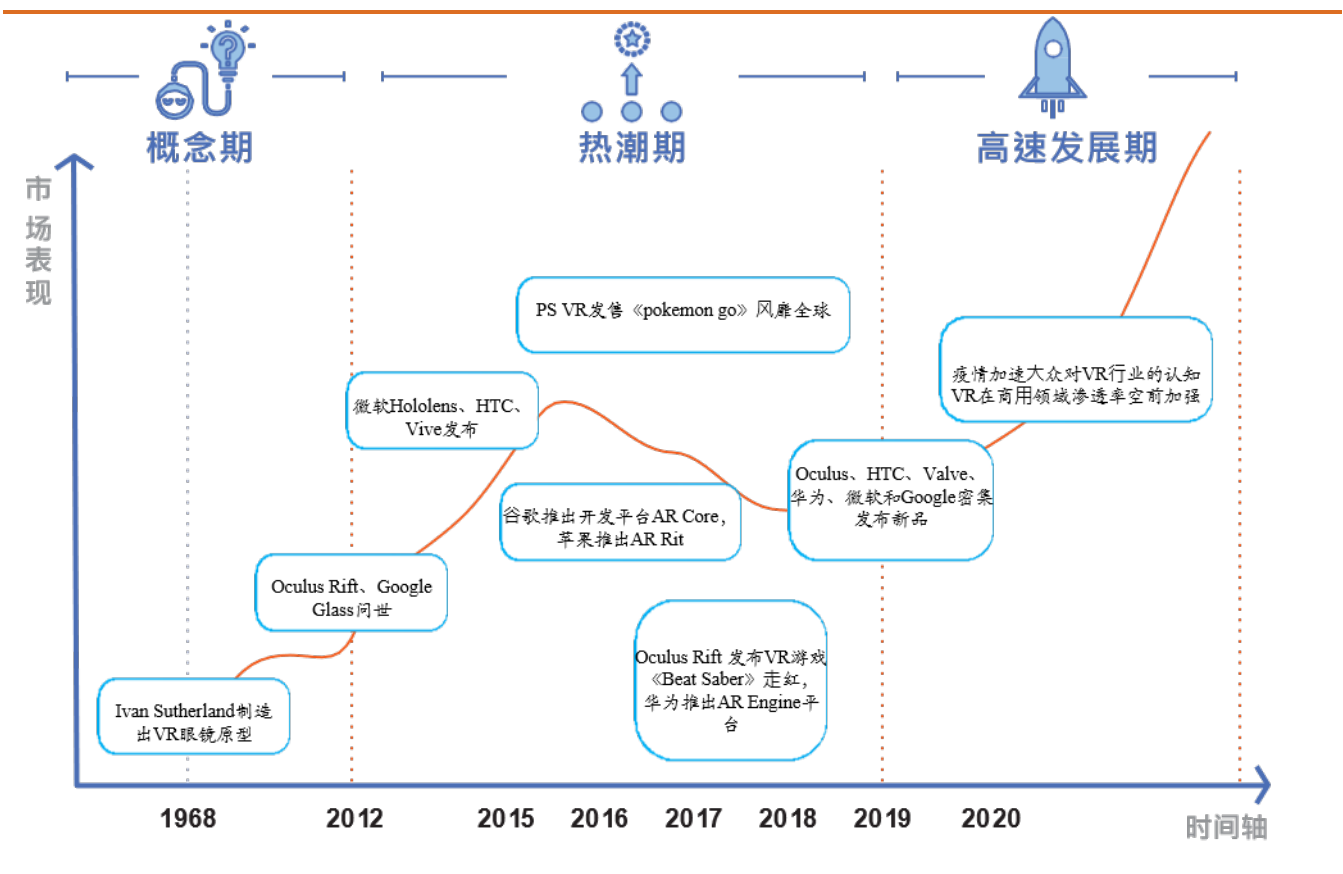 概念期
热潮期
高速发展期
市
场
表
现
PS VR发售《pokemon go》风靡全球
疫情加速大众对VR行业的认知
VR在商用领域渗透率空前加强
微软Hololens、HTC、
Vive发布
Oculus、HTC、Valve、
华为、微软和Google密集
发布新品
谷歌推出开发平台AR Core，
苹果推出AR Rit
Oculus Rift、Google
Glass问世
Oculus Rift 发布VR游戏
《Beat Saber》走红，
华为推出AR Engine平
台
Ivan Sutherland制造
出VR眼镜原型
1968
2012
2015
2016
2017
2018
2019
2020
时间轴